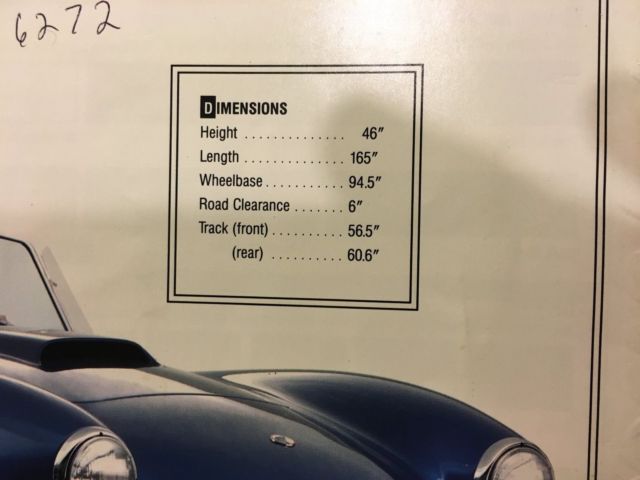 6272
DIMENSIONS
Height .............. 46"
Length ............. 165"
Wheelbase .......... 94.5"
Road Clearance ....... 6"
Track (front) .......... 56.5"
(rear) .......... 60.6"